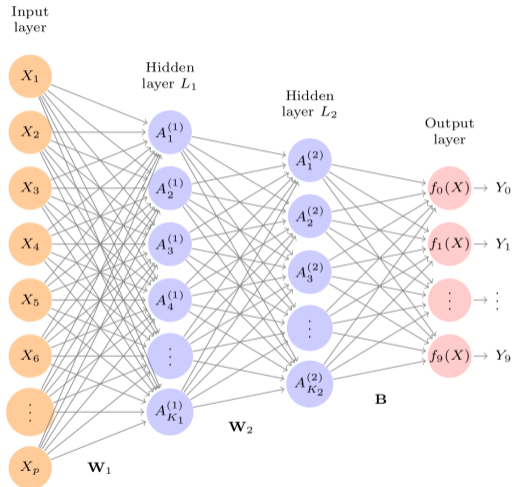 Input
layer
Hidden
layer L₁
Hidden
layer L₂
Output
layer
X₁
X₂
X₃
X₄
X₅
X₆
⋮
Xₚ
A₁⁽¹⁾
A₂⁽¹⁾
A₃⁽¹⁾
A₄⁽¹⁾
⋮
A_{K₁}⁽¹⁾
A₁⁽²⁾
A₂⁽²⁾
A₃⁽²⁾
⋮
A_{K₂}⁽²⁾
f₀(X) Y₀
f₁(X) Y₁
⋮ ⋮
f₉(X) Y₉
W₁
W₂
B